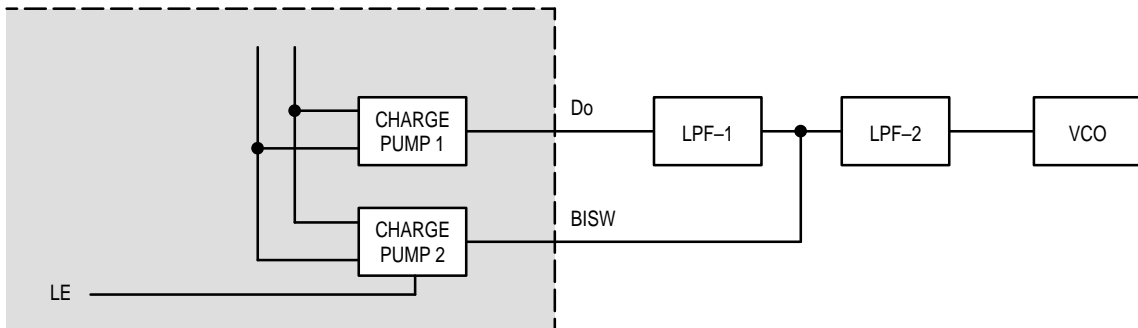 CHARGE
PUMP 1
Do
LPF–1
LPF–2
VCO
CHARGE
PUMP 2
BISW
LE